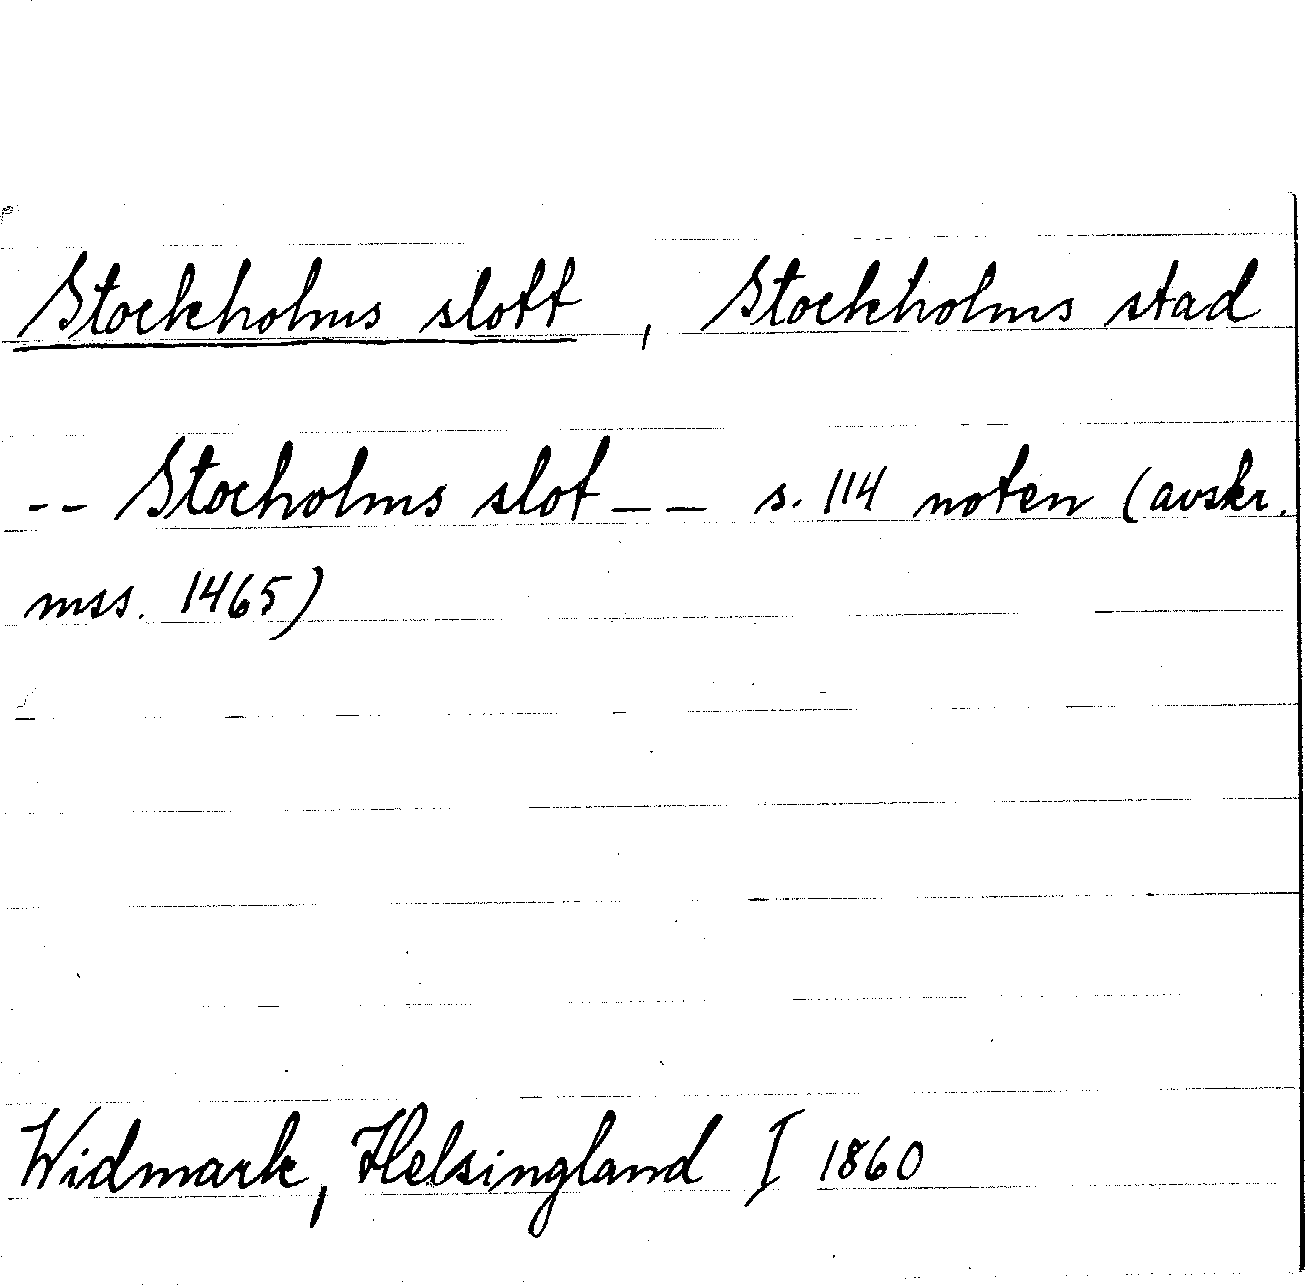 Stockholms slott, Stockholms stad
-- Stocholms slot -- s. 114 noten (avskr.
mss. 1465)
Widmark, Helsingland I 1860